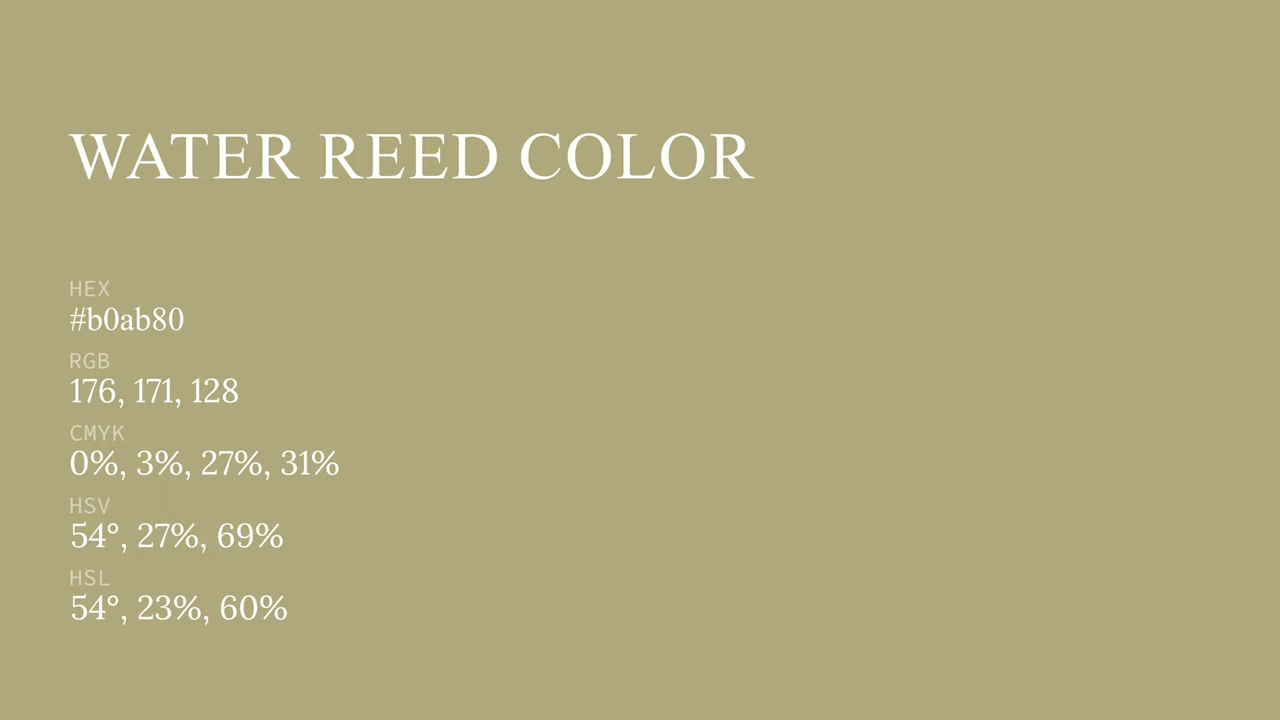 WATER REED COLOR
HEX
#b0ab80
RGB
176, 171, 128
CMYK
0%, 3%, 27%, 31%
HSV
54°, 27%, 69%
HSL
54°, 23%, 60%